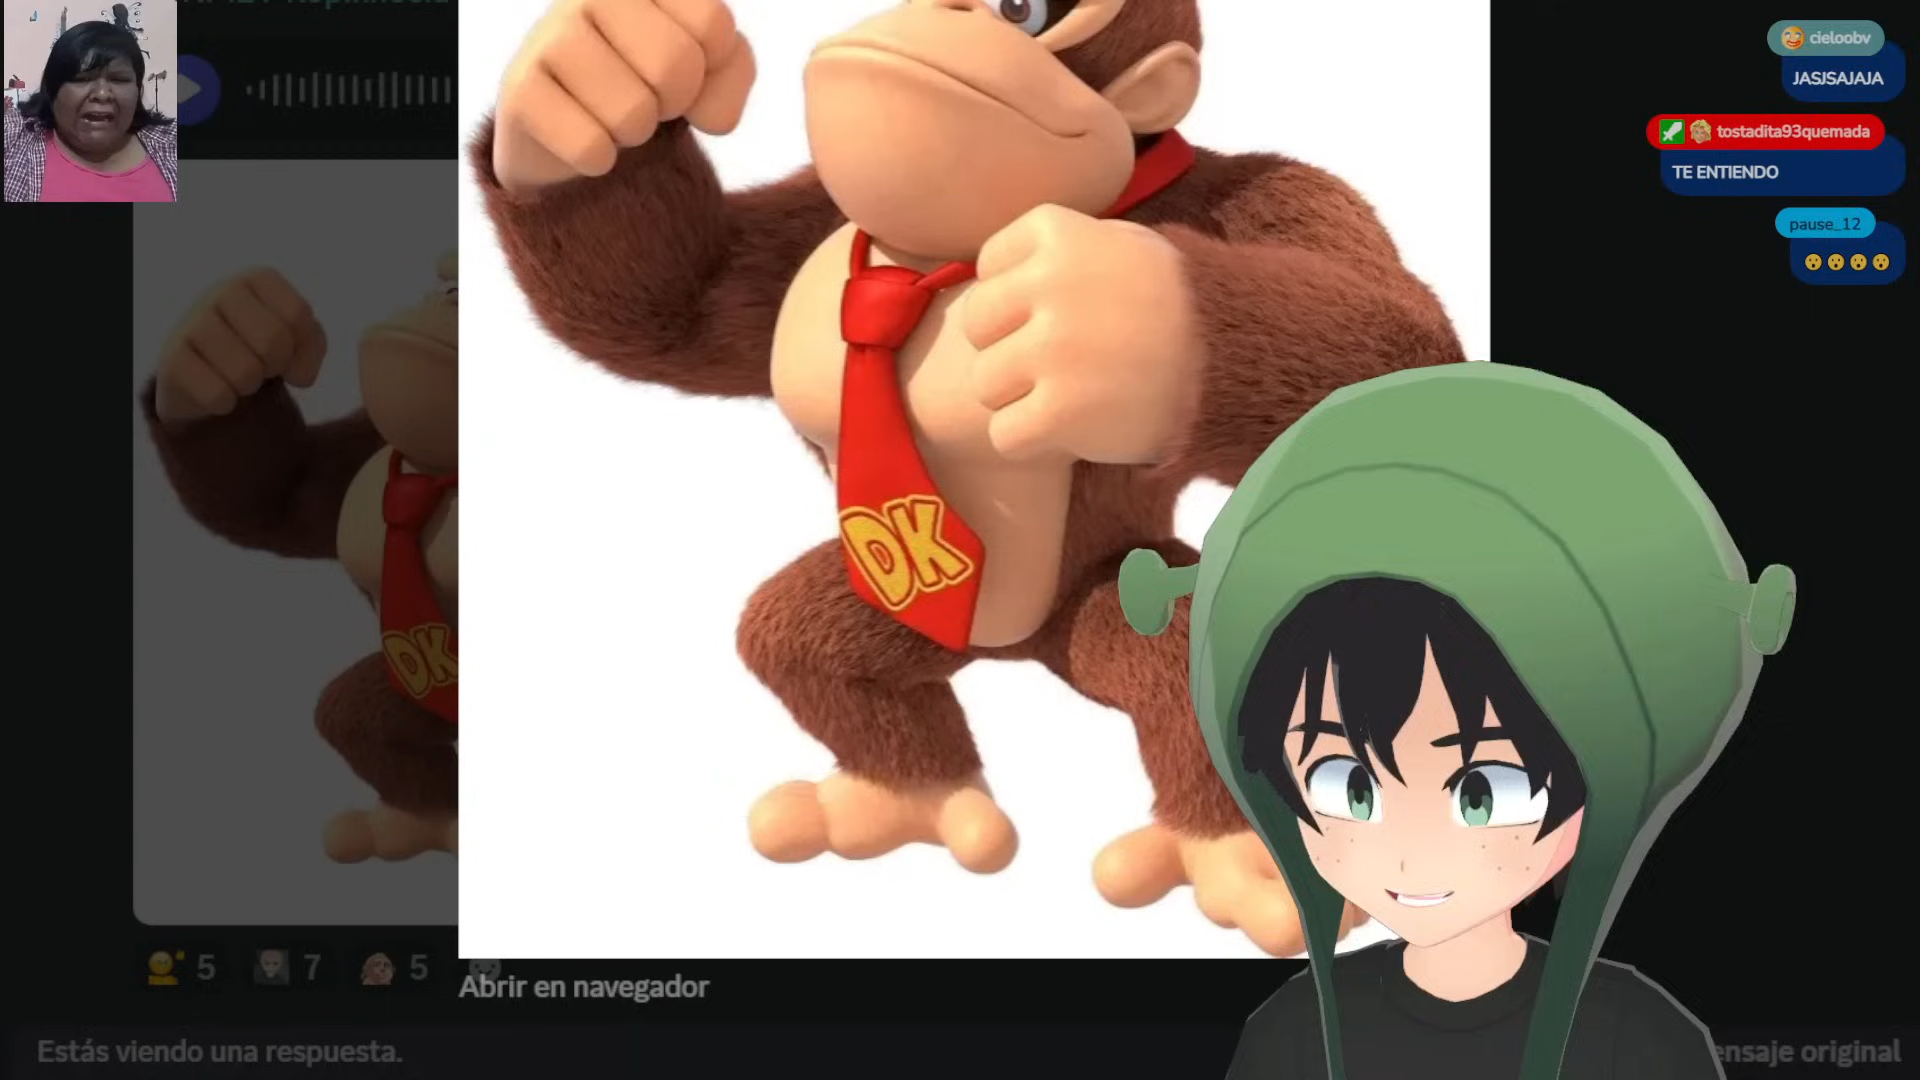 cieloobv
JASJSAJAJA
tostadita93quemada
TE ENTIENDO
pause_12
DK
DK
5
7
5
Abrir en navegador
Estás viendo una respuesta.
ensaje original